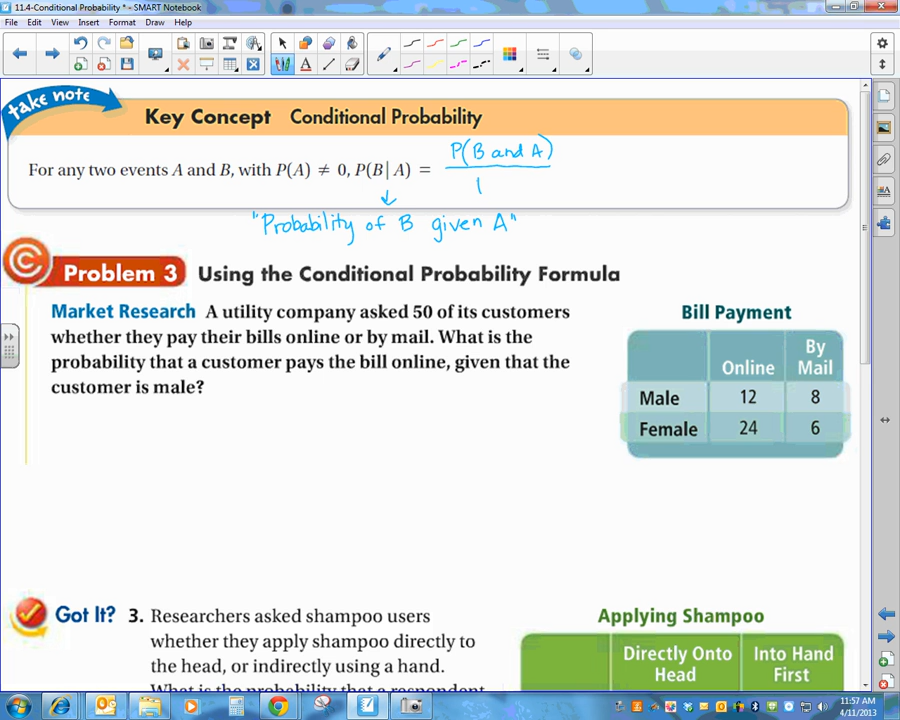 11.4-Conditional Probability * - SMART Notebook
File Edit View Insert Format Draw Help
take note
Key Concept Conditional Probability
P(B and A)
For any two events A and B, with P(A) ≠ 0, P(B | A) =
"Probability of B given A"
Problem 3 Using the Conditional Probability Formula
Market Research A utility company asked 50 of its customers
whether they pay their bills online or by mail. What is the
probability that a customer pays the bill online, given that the
customer is male?
Bill Payment
Online By
Mail
Male 12 8
Female 24 6
Got It? 3. Researchers asked shampoo users
whether they apply shampoo directly to
the head, or indirectly using a hand.
What is the probability that a respondent
Applying Shampoo
Directly Onto
Head
Into Hand
First
11:57 AM
4/11/2013